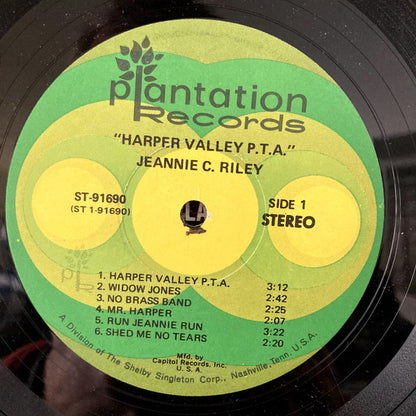 plantation
Records
"HARPER VALLEY P.T.A."
JEANNIE C. RILEY
ST-91690
(ST 1-91690)
SIDE 1
STEREO
1. HARPER VALLEY P.T.A. 3:12
2. WIDOW JONES 2:42
3. NO BRASS BAND 2:25
4. MR. HARPER 2:07
5. RUN JEANNIE RUN 3:22
6. SHED ME NO TEARS 2:20
Mfd. by
Capitol Records, Inc.
U. S. A.
A Division of The Shelby Singleton Corp., Nashville, Tenn. U.S.A.